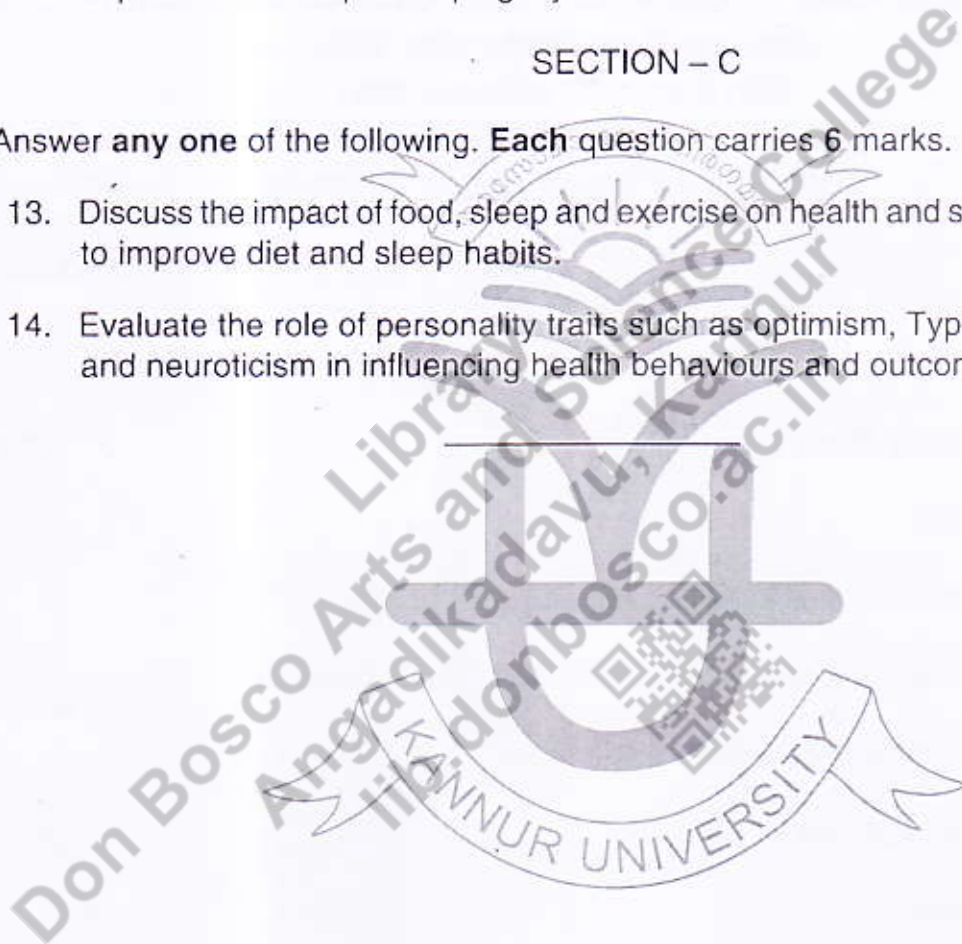 SECTION – C
Answer any one of the following. Each question carries 6 marks.
13. Discuss the impact of food, sleep and exercise on health and s
to improve diet and sleep habits.
14. Evaluate the role of personality traits such as optimism, Typ
and neuroticism in influencing health behaviours and outcor
Library
Don Bosco Arts and Science College
Angadikadavu, Kannur
lib.donbosco.ac.in
KANNUR UNIVERSITY